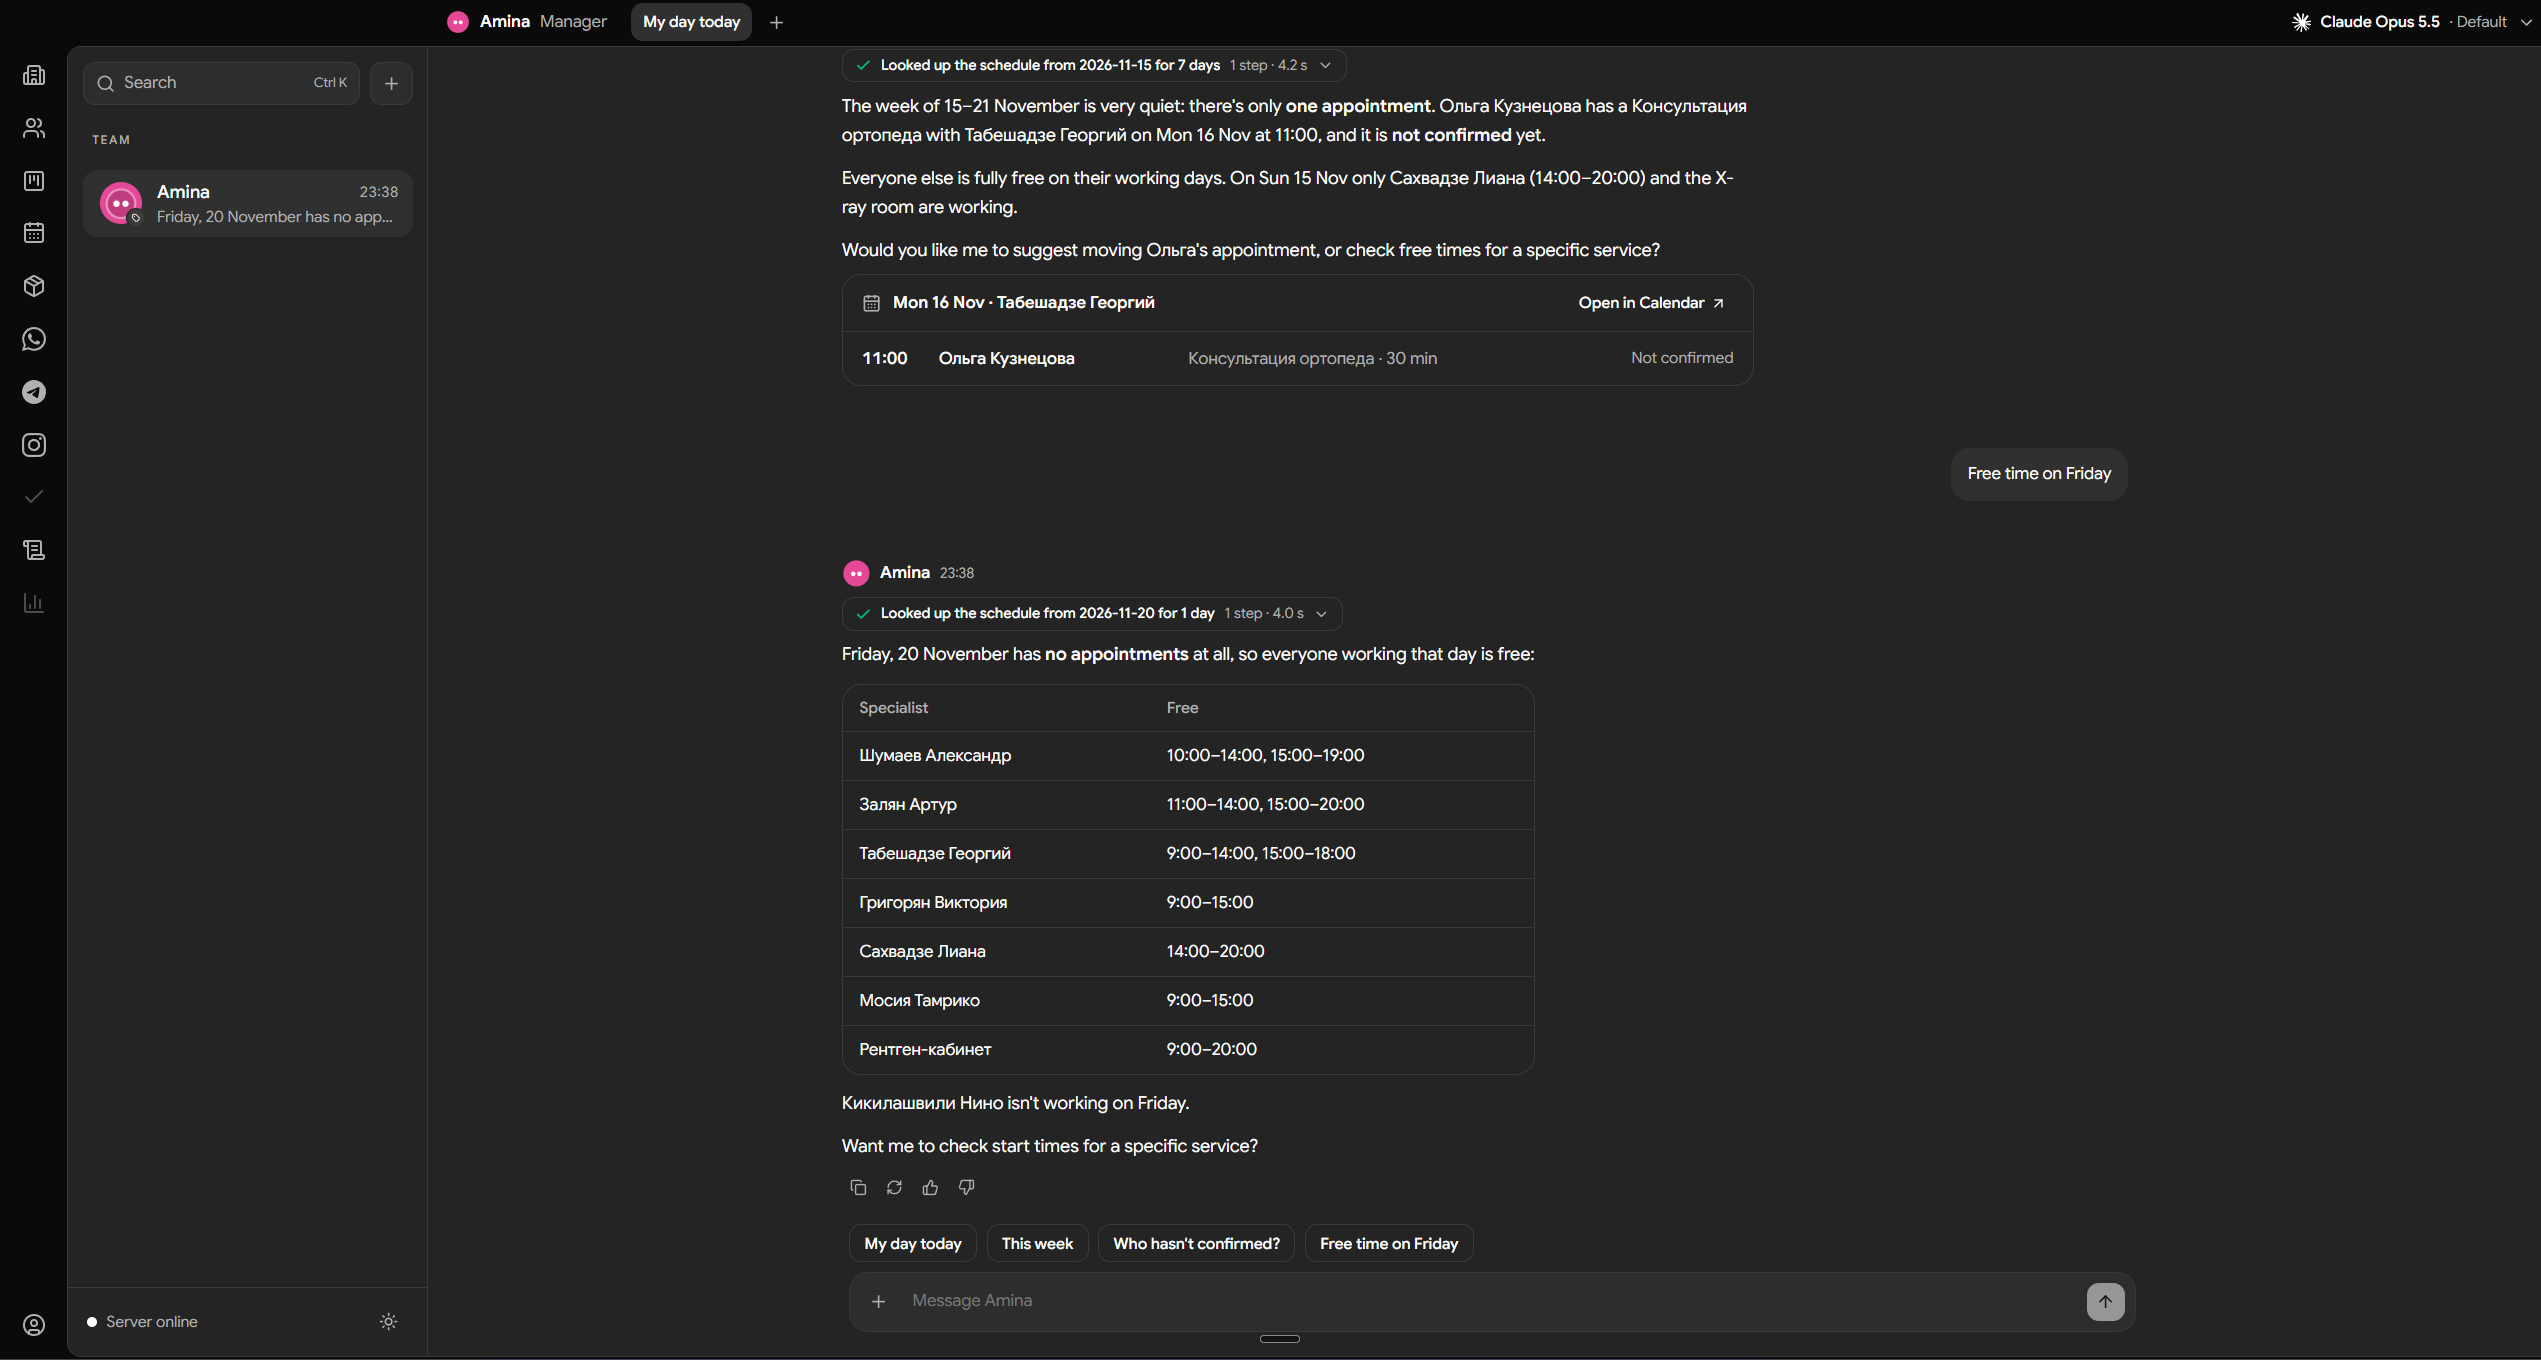 Amina Manager
My day today
Claude Opus 5.5 · Default
Search Ctrl K
TEAM
Amina 23:38
Friday, 20 November has no app...
Server online
Looked up the schedule from 2026-11-15 for 7 days 1 step · 4.2 s
The week of 15–21 November is very quiet: there's only one appointment. Ольга Кузнецова has a Консультация
ортопеда with Табешадзе Георгий on Mon 16 Nov at 11:00, and it is not confirmed yet.
Everyone else is fully free on their working days. On Sun 15 Nov only Сахвадзе Лиана (14:00–20:00) and the X-
ray room are working.
Would you like me to suggest moving Ольга's appointment, or check free times for a specific service?
Mon 16 Nov · Табешадзе Георгий Open in Calendar
11:00 Ольга Кузнецова Консультация ортопеда · 30 min Not confirmed
Free time on Friday
Amina 23:38
Looked up the schedule from 2026-11-20 for 1 day 1 step · 4.0 s
Friday, 20 November has no appointments at all, so everyone working that day is free:
Specialist Free
Шумаев Александр 10:00–14:00, 15:00–19:00
Залян Артур 11:00–14:00, 15:00–20:00
Табешадзе Георгий 9:00–14:00, 15:00–18:00
Григорян Виктория 9:00–15:00
Сахвадзе Лиана 14:00–20:00
Мосия Тамрико 9:00–15:00
Рентген-кабинет 9:00–20:00
Кикилашвили Нино isn't working on Friday.
Want me to check start times for a specific service?
My day today This week Who hasn't confirmed? Free time on Friday
Message Amina